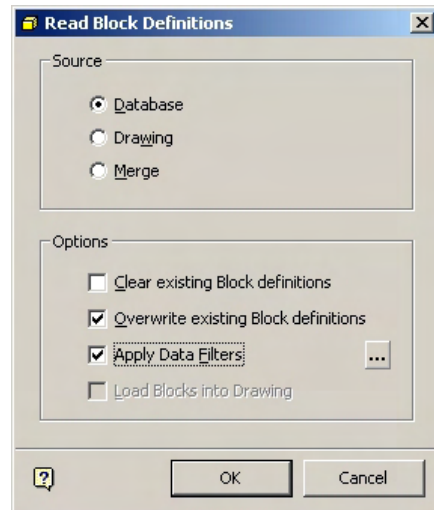 Read Block Definitions
Source
Database
Drawing
Merge
Options
Clear existing Block definitions
Overwrite existing Block definitions
Apply Data Filters
...
Load Blocks into Drawing
?
OK
Cancel